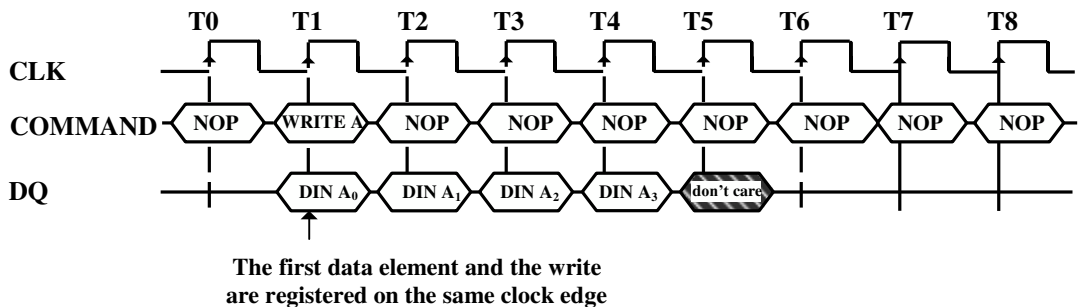 T0 T1 T2 T3 T4 T5 T6 T7 T8
CLK
COMMAND NOP WRITE A NOP NOP NOP NOP NOP NOP NOP
DQ DIN A₀ DIN A₁ DIN A₂ DIN A₃ don't care
The first data element and the write
are registered on the same clock edge